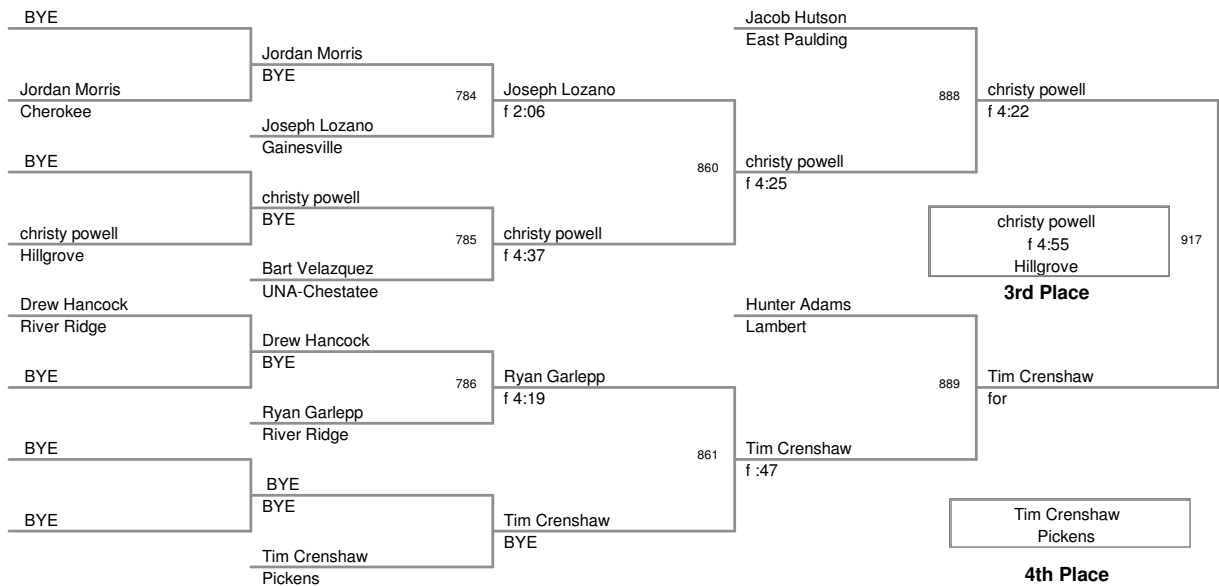 BYE
Jordan Morris
Cherokee
BYE
christy powell
Hillgrove
Drew Hancock
River Ridge
BYE
BYE
BYE
Jordan Morris
BYE
784
Joseph Lozano
Gainesville
christy powell
BYE
785
Bart Velazquez
UNA-Chestatee
Drew Hancock
BYE
786
Ryan Garlepp
River Ridge
BYE
BYE
Tim Crenshaw
Pickens
Joseph Lozano
f 2:06
860
christy powell
f 4:37
Ryan Garlepp
f 4:19
861
Tim Crenshaw
BYE
Jacob Hutson
East Paulding
888
christy powell
f 4:25
Hunter Adams
Lambert
889
Tim Crenshaw
f :47
christy powell
f 4:22
917
Tim Crenshaw
for
christy powell
f 4:55
Hillgrove
3rd Place
Tim Crenshaw
Pickens
4th Place